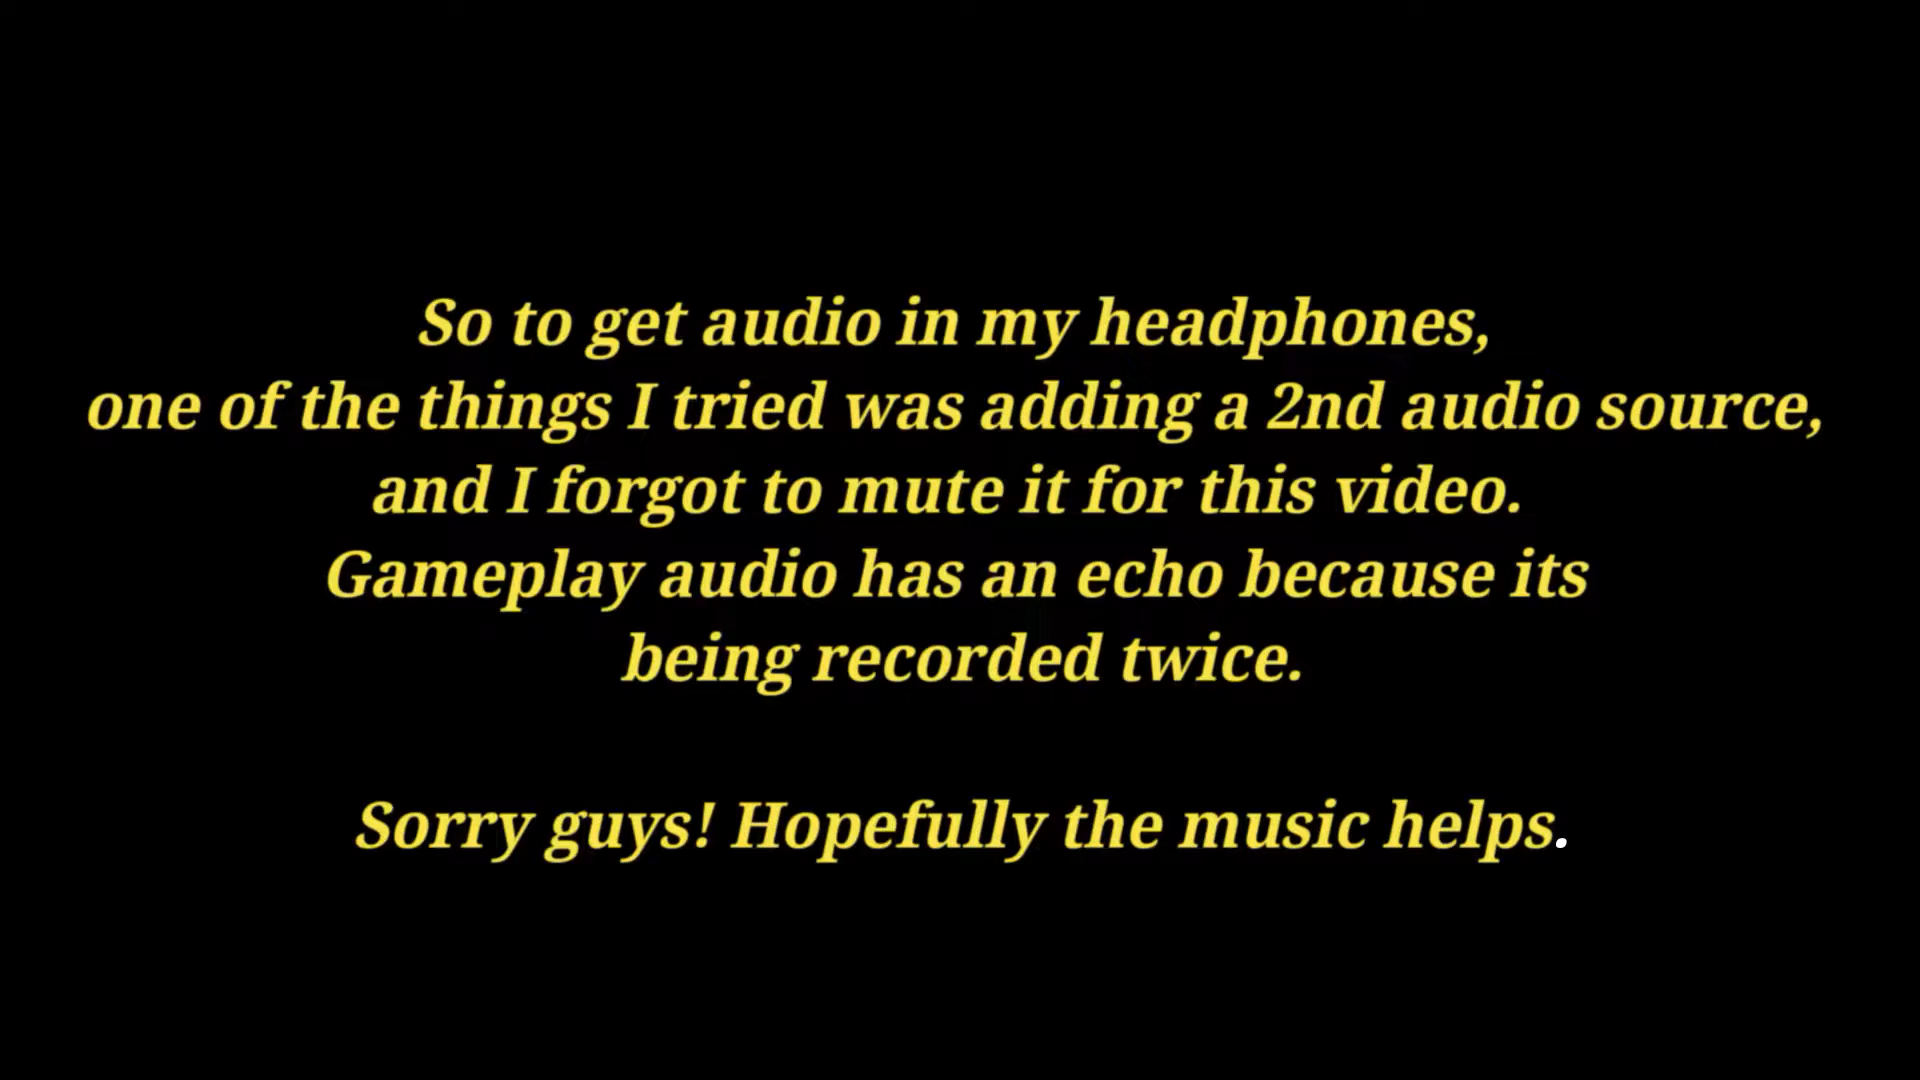 So to get audio in my headphones,
one of the things I tried was adding a 2nd audio source,
and I forgot to mute it for this video.
Gameplay audio has an echo because its
being recorded twice.
Sorry guys! Hopefully the music helps.